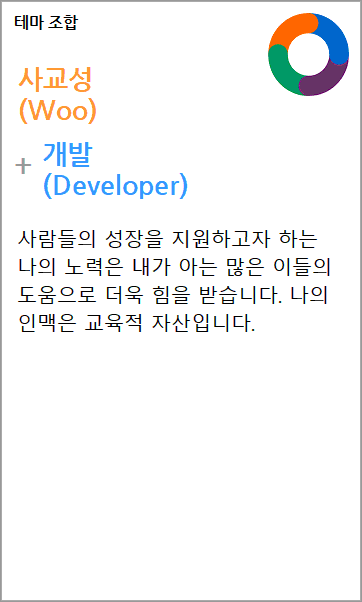 테마 조합
사교성
(Woo)
+ 개발
(Developer)
사람들의 성장을 지원하고자 하는
나의 노력은 내가 아는 많은 이들의
도움으로 더욱 힘을 받습니다. 나의
인맥은 교육적 자산입니다.